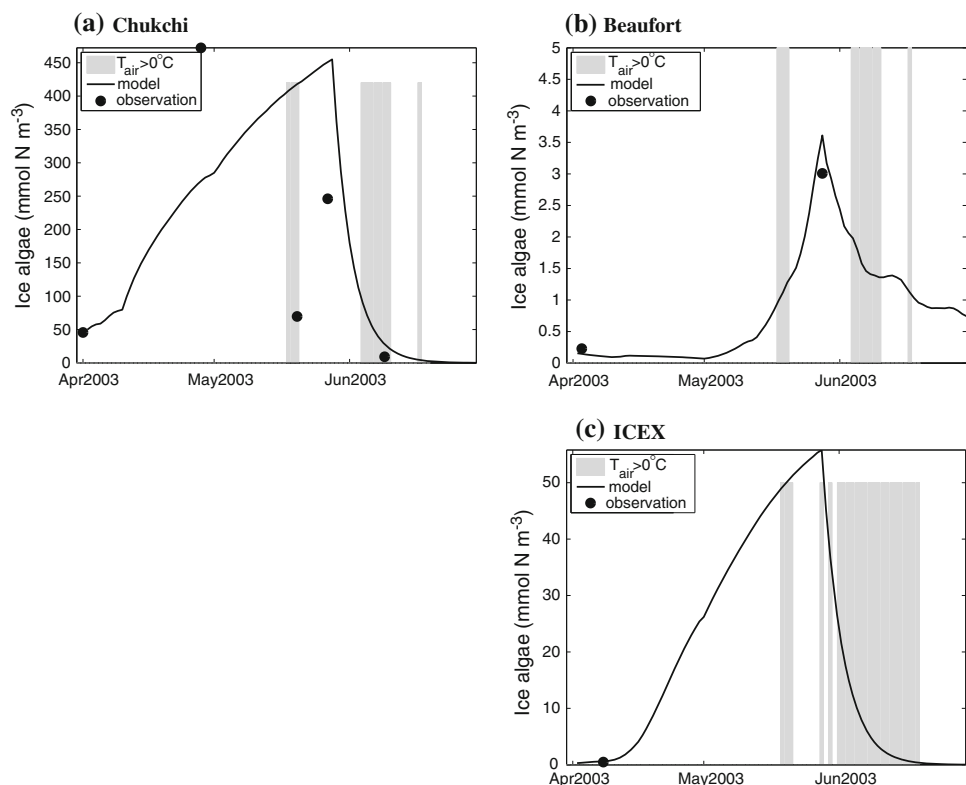 (a) Chukchi
Ice algae (mmol N m⁻³)
450
400
350
300
250
200
150
100
50
0
Tair>0°C
model
observation
Apr2003 May2003 Jun2003
(b) Beaufort
Ice algae (mmol N m⁻³)
5
4.5
4
3.5
3
2.5
2
1.5
1
0.5
0
Tair>0°C
model
observation
Apr2003 May2003 Jun2003
(c) ICEX
Ice algae (mmol N m⁻³)
50
40
30
20
10
0
Tair>0°C
model
observation
Apr2003 May2003 Jun2003